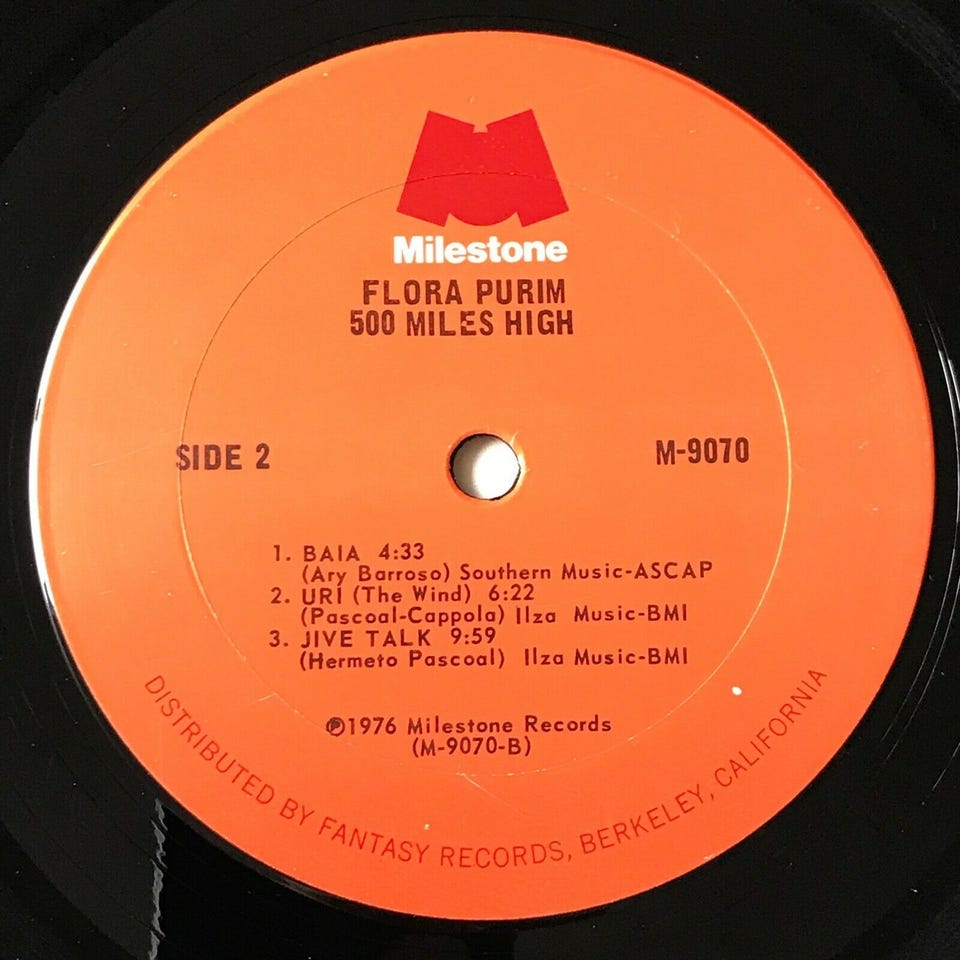 Milestone
FLORA PURIM
500 MILES HIGH
SIDE 2
M-9070
1. BAIA 4:33
(Ary Barroso) Southern Music-ASCAP
2. URI (The Wind) 6:22
(Pascoal-Cappola) Ilza Music-BMI
3. JIVE TALK 9:59
(Hermeto Pascoal) Ilza Music-BMI
℗1976 Milestone Records
(M-9070-B)
DISTRIBUTED BY FANTASY RECORDS, BERKELEY, CALIFORNIA